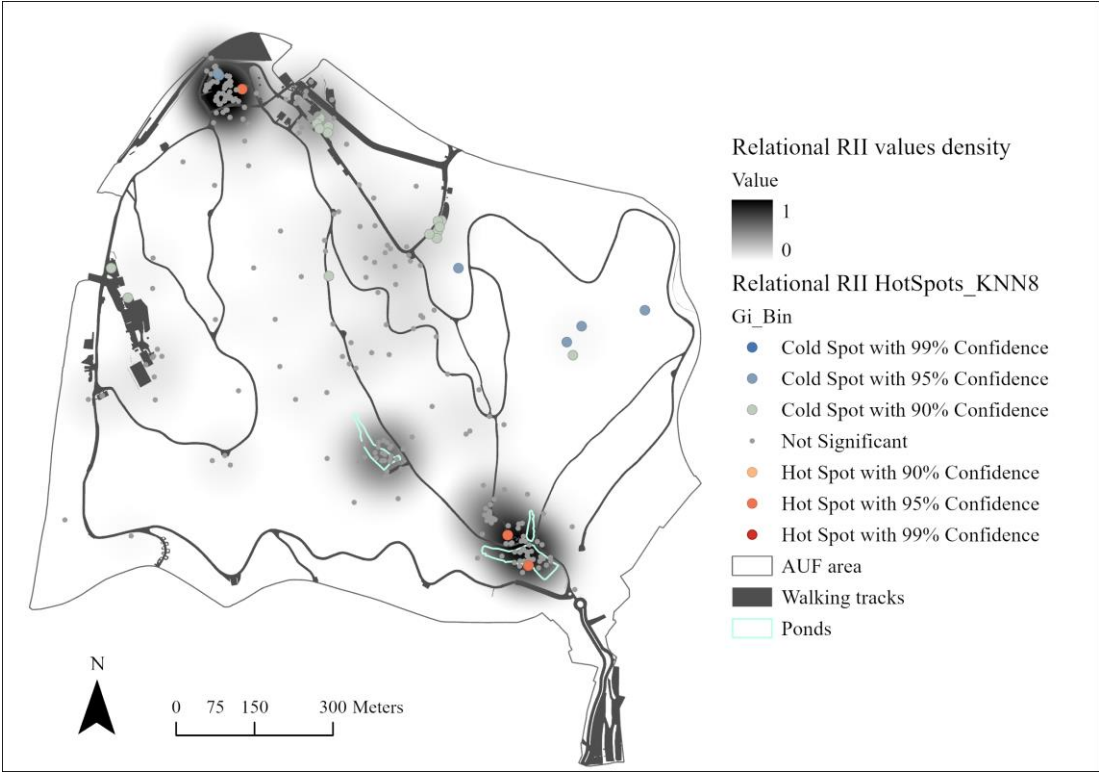 Relational RII values density
Value
1
0
Relational RII HotSpots_KNN8
Gi_Bin
Cold Spot with 99% Confidence
Cold Spot with 95% Confidence
Cold Spot with 90% Confidence
Not Significant
Hot Spot with 90% Confidence
Hot Spot with 95% Confidence
Hot Spot with 99% Confidence
AUF area
Walking tracks
Ponds
N
0 75 150 300 Meters